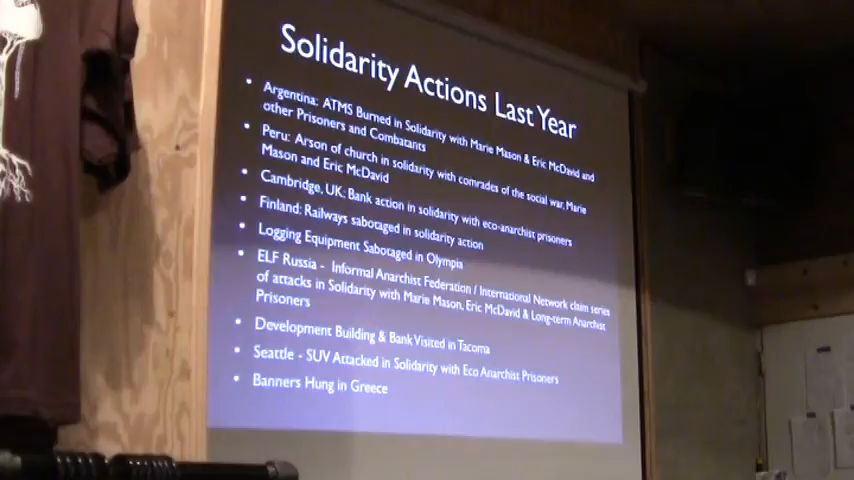 Solidarity Actions Last Year
• Argentina: ATMS Burned in Solidarity with Marie Mason & Eric McDavid and
other Prisoners and Combatants
• Peru: Arson of church in solidarity with comrades of the social war, Marie
Mason and Eric McDavid
• Cambridge, UK: Bank action in solidarity with eco-anarchist prisoners
• Finland: Railways sabotaged in solidarity action
• Logging Equipment Sabotaged in Olympia
• ELF Russia - Informal Anarchist Federation / International Network claim series
of attacks in Solidarity with Marie Mason, Eric McDavid & Long-term Anarchist
Prisoners
• Development Building & Bank Visited in Tacoma
• Seattle - SUV Attacked in Solidarity with Eco Anarchist Prisoners
• Banners Hung in Greece